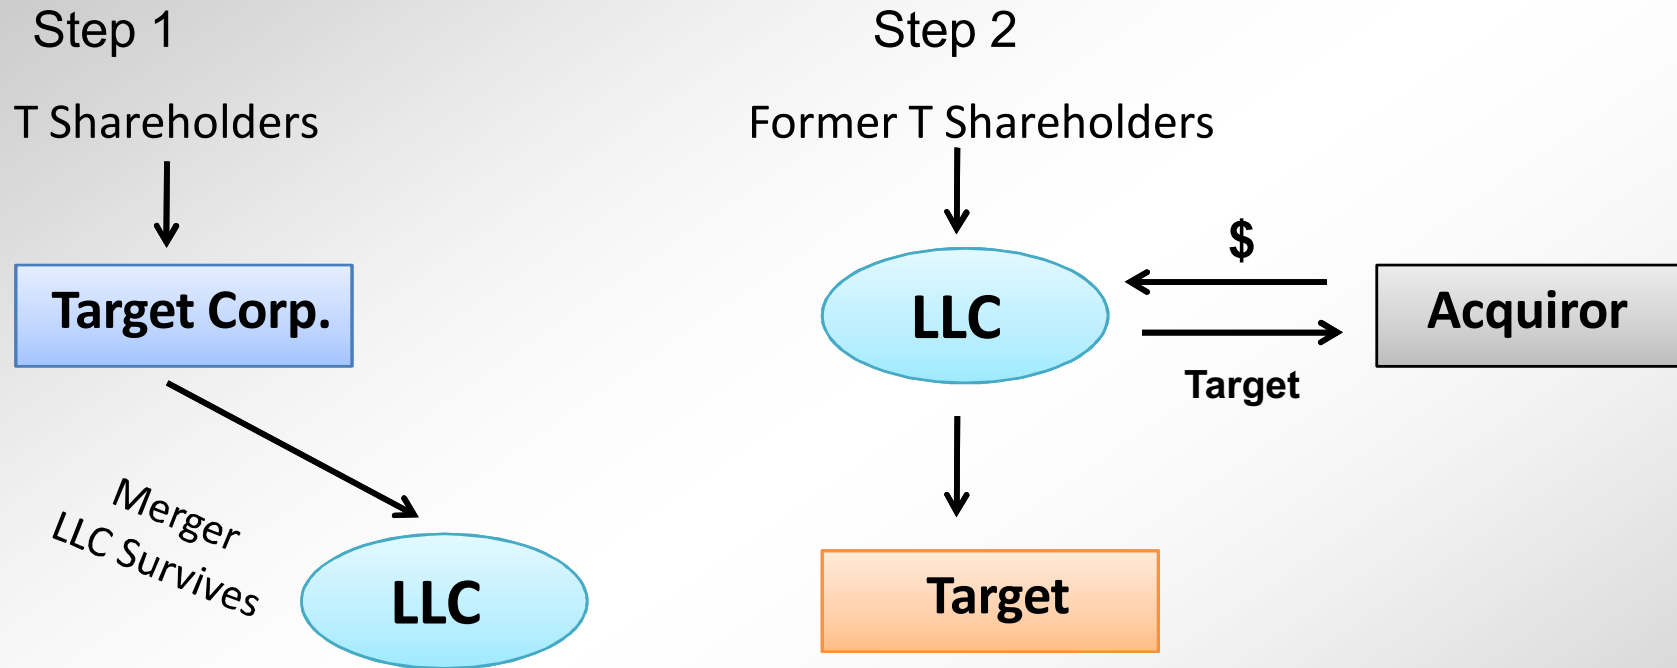 Step 1
T Shareholders
Target Corp.
Merger
LLC Survives
LLC
Step 2
Former T Shareholders
LLC
$
Target
Acquiror
Target